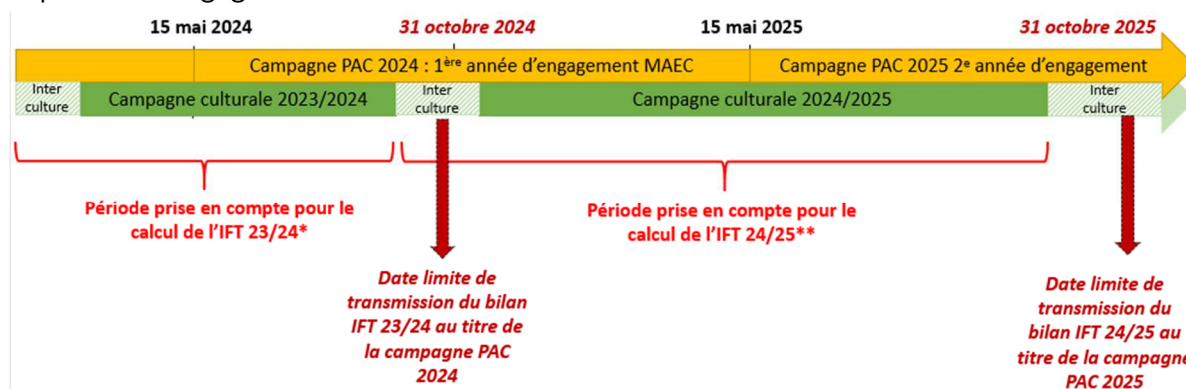 15 mai 2024
31 octobre 2024
15 mai 2025
31 octobre 2025
Campagne PAC 2024 : 1ère année d'engagement MAEC
Campagne PAC 2025 2e année d'engagement
Inter
culture
Campagne culturale 2023/2024
Inter
culture
Campagne culturale 2024/2025
Inter
culture
Période prise en compte pour le
calcul de l'IFT 23/24*
Période prise en compte pour le
calcul de l'IFT 24/25**
Date limite de
transmission du bilan
IFT 23/24 au titre de
la campagne PAC
2024
Date limite de
transmission du
bilan IFT 24/25 au
titre de la campagne
PAC 2025